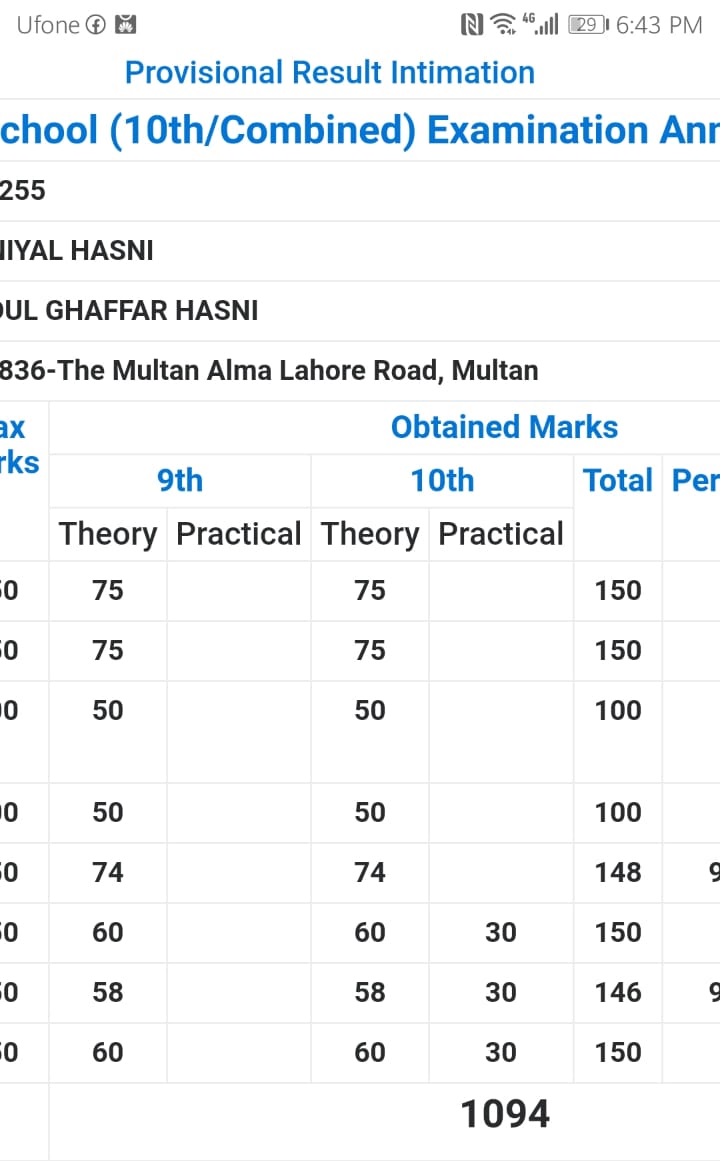 Ufone 4G 29 6:43 PM
Provisional Result Intimation
chool (10th/Combined) Examination Ann
255
NIYAL HASNI
DUL GHAFFAR HASNI
836-The Multan Alma Lahore Road, Multan
ax Obtained Marks
rks 9th 10th Total Per
Theory Practical Theory Practical
50 75 75 150
50 75 75 150
00 50 50 100
00 50 50 100
50 74 74 148 9
50 60 60 30 150
50 58 58 30 146 9
50 60 60 30 150
1094